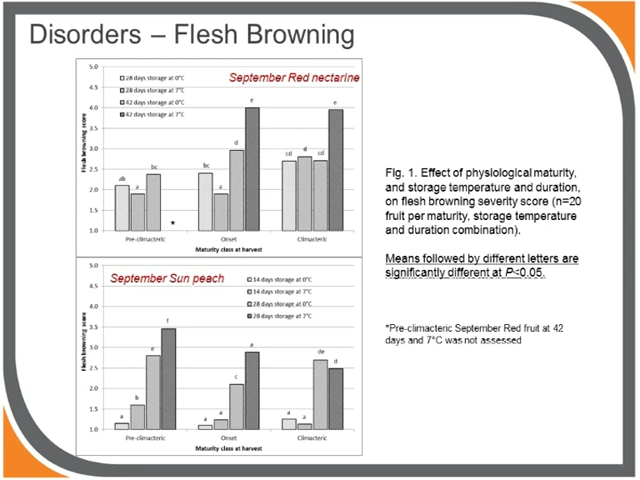 Disorders – Flesh Browning
September Red nectarine
28 days storage at 0°C
28 days storage at 7°C
42 days storage at 0°C
42 days storage at 7°C
Flesh browning score
5.0
4.5
4.0
3.5
3.0
2.5
2.0
1.5
1.0
ab
a
bc
*
bc
a
d
e
cd
d
cd
e
Pre-climacteric
Onset
Climacteric
Maturity class at harvest
September Sun peach
14 days storage at 0°C
14 days storage at 7°C
28 days storage at 0°C
28 days storage at 7°C
Flesh browning score
5.0
4.5
4.0
3.5
3.0
2.5
2.0
1.5
1.0
a
b
e
f
a
a
c
e
a
a
de
d
Pre-climacteric
Onset
Climacteric
Maturity class at harvest
Fig. 1. Effect of physiological maturity,
and storage temperature and duration,
on flesh browning severity score (n=20
fruit per maturity, storage temperature
and duration combination).
Means followed by different letters are
significantly different at P<0.05.
*Pre-climacteric September Red fruit at 42
days and 7°C was not assessed